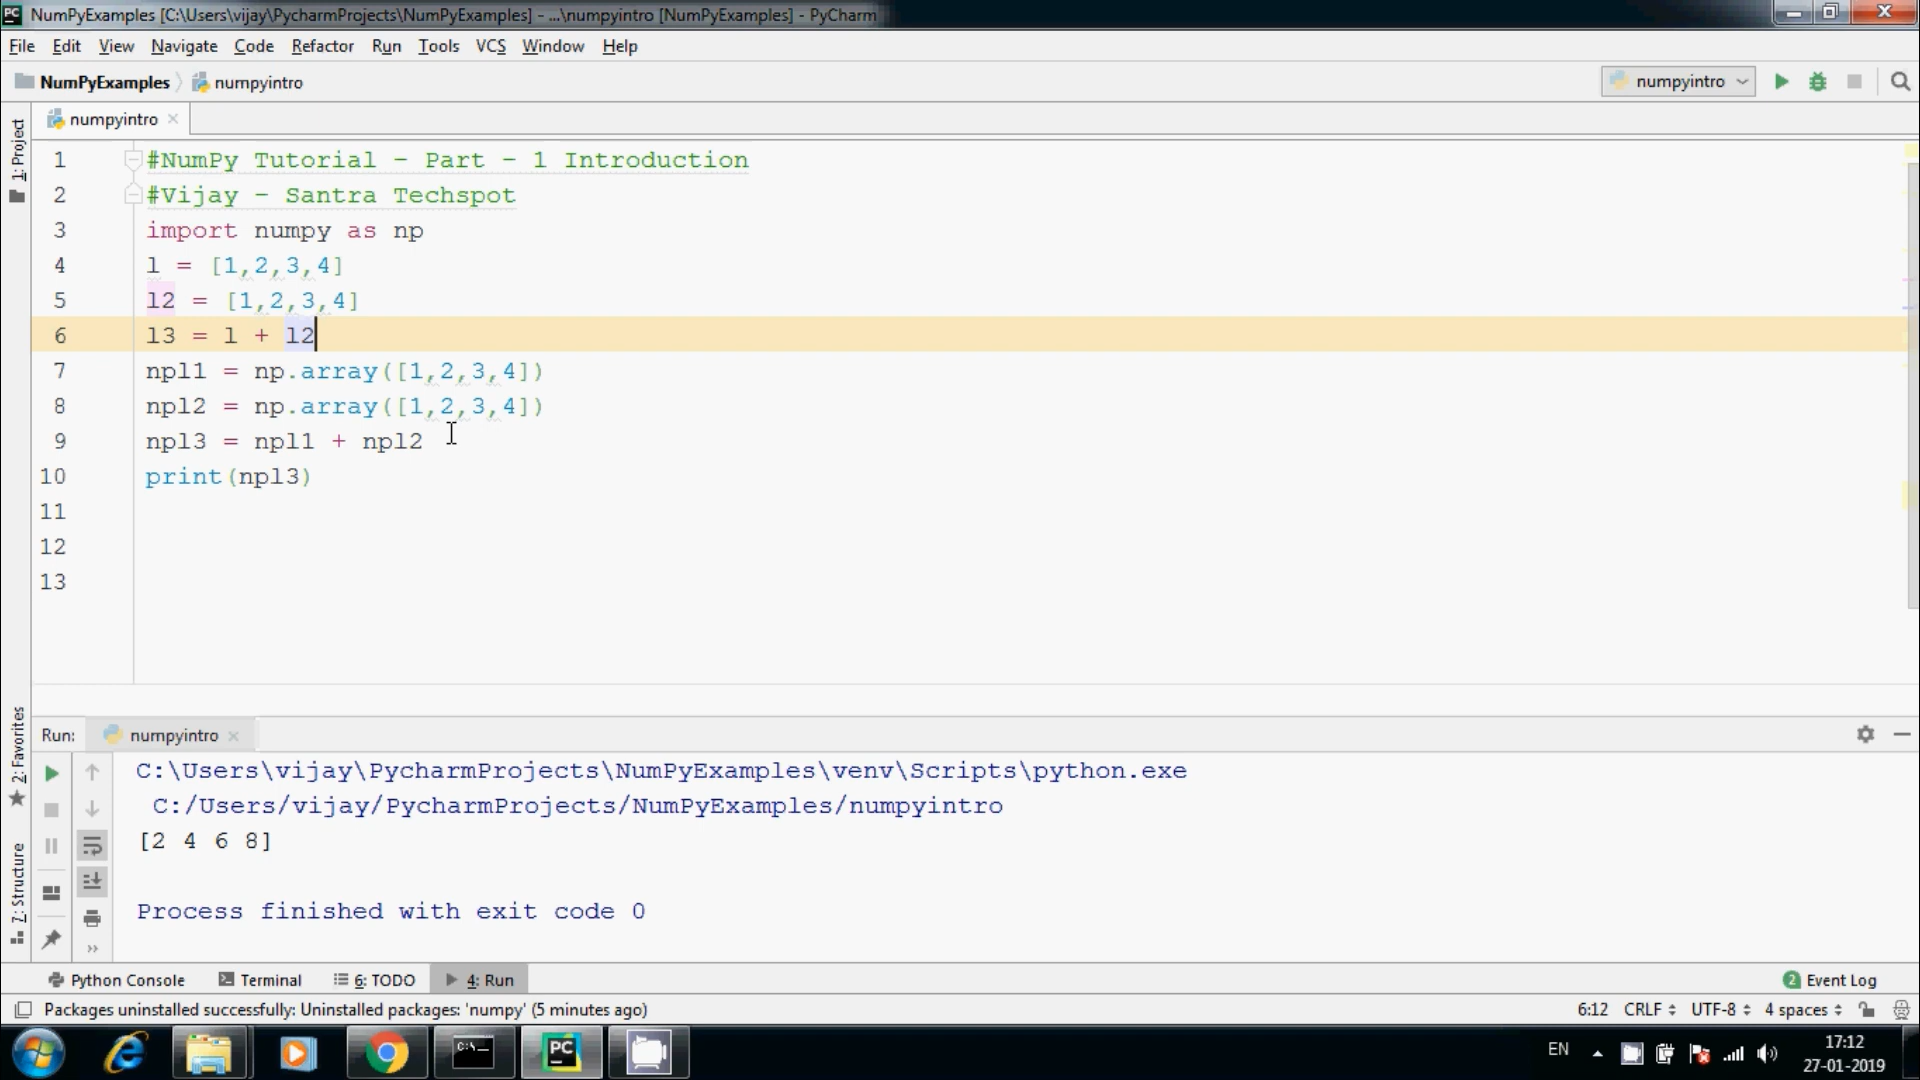 NumPyExamples [C:\Users\vijay\PycharmProjects\NumPyExamples] - ...\numpyintro [NumPyExamples] - PyCharm
File Edit View Navigate Code Refactor Run Tools VCS Window Help
NumPyExamples numpyintro numpyintro
numpyintro
1: Project
1 #NumPy Tutorial - Part - 1 Introduction
2 #Vijay - Santra Techspot
3 import numpy as np
4 l = [1,2,3,4]
5 l2 = [1,2,3,4]
6 l3 = l + l2
7 npl1 = np.array([1,2,3,4])
8 npl2 = np.array([1,2,3,4])
9 npl3 = npl1 + npl2
10 print(npl3)
11
12
13
2: Favorites
7: Structure
Run: numpyintro
C:\Users\vijay\PycharmProjects\NumPyExamples\venv\Scripts\python.exe
C:/Users/vijay/PycharmProjects/NumPyExamples/numpyintro
[2 4 6 8]
Process finished with exit code 0
Python Console Terminal 6: TODO 4: Run 2 Event Log
Packages uninstalled successfully: Uninstalled packages: 'numpy' (5 minutes ago) 6:12 CRLF UTF-8 4 spaces
PC
C:\
EN 17:12
27-01-2019